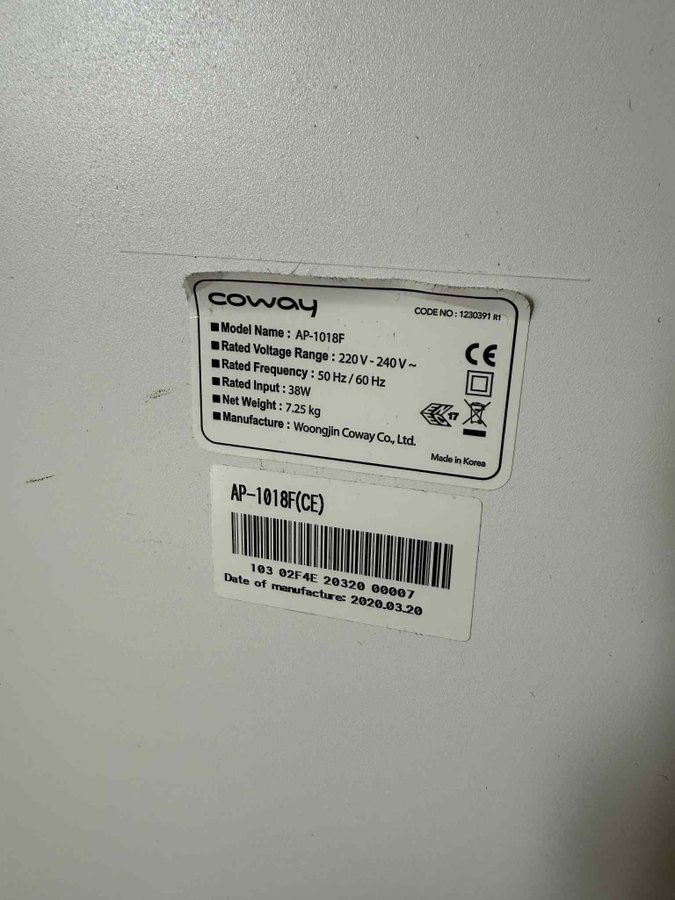 coway
CODE NO : 1230391 R1
■ Model Name : AP-1018F
■ Rated Voltage Range : 220 V - 240 V ~
■ Rated Frequency : 50 Hz / 60 Hz
■ Rated Input : 38W
■ Net Weight : 7.25 kg
■ Manufacture : Woongjin Coway Co., Ltd.
CE
17
Made in Korea
AP-1018F(CE)
103 02F4E 20320 00007
Date of manufacture: 2020.03.20